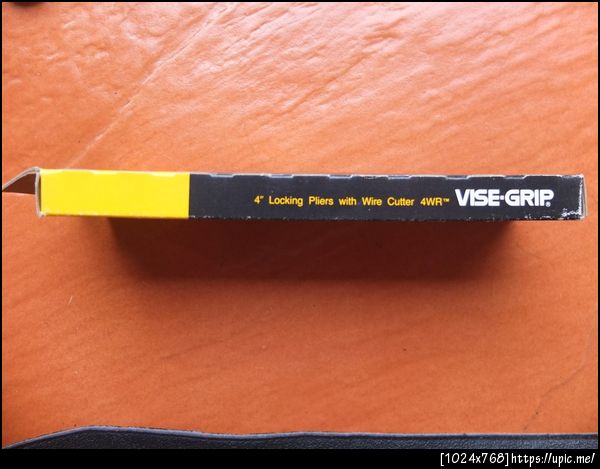 4" Locking Pliers with Wire Cutter 4WR™ VISE-GRIP®
[1024x768]https://upic.me/